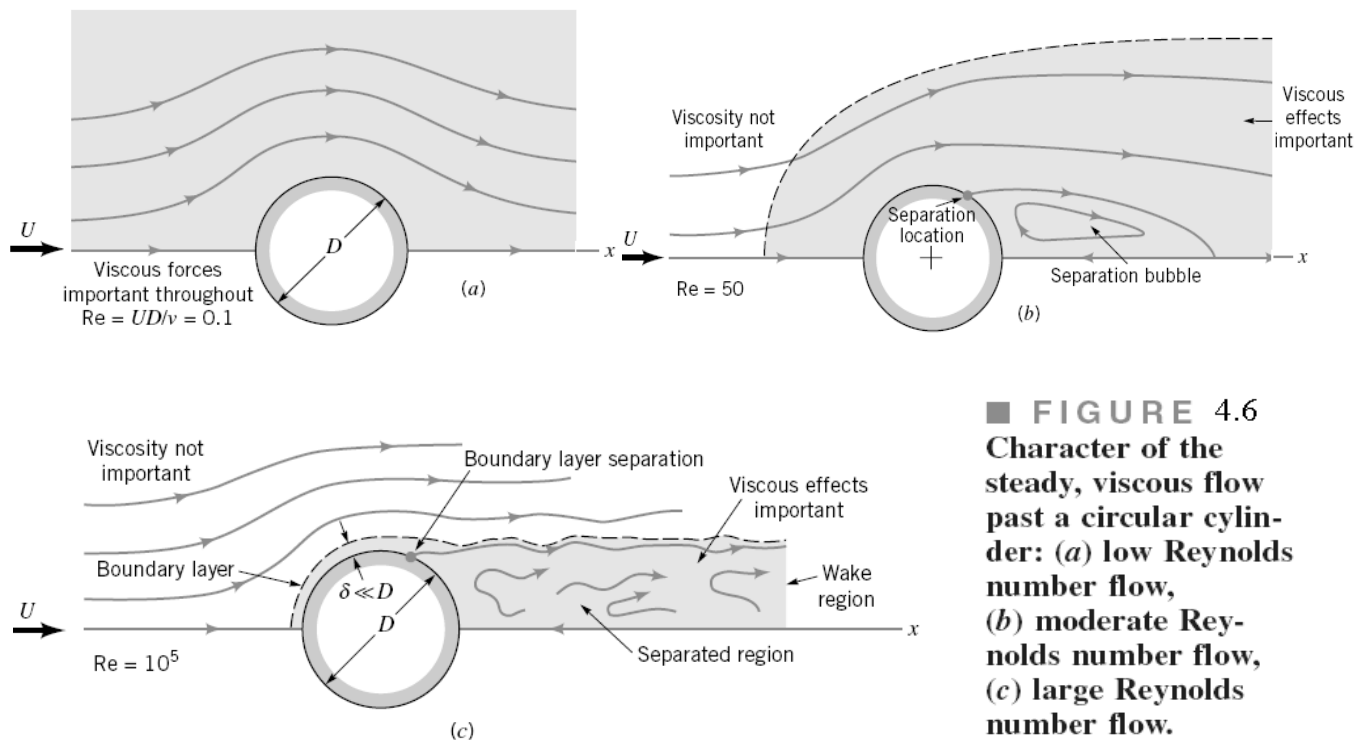 U
D
x
Viscous forces
important throughout
Re = UD/ν = 0.1
(a)
Viscosity not
important
Viscous
effects
important
Separation
location
U
x
Separation bubble
Re = 50
(b)
Viscosity not
important
Boundary layer separation
Viscous effects
important
Boundary layer
δ≪D
D
Wake
region
U
x
Separated region
Re = 10⁵
(c)
■ FIGURE 4.6
Character of the
steady, viscous flow
past a circular cylin-
der: (a) low Reynolds
number flow,
(b) moderate Rey-
nolds number flow,
(c) large Reynolds
number flow.